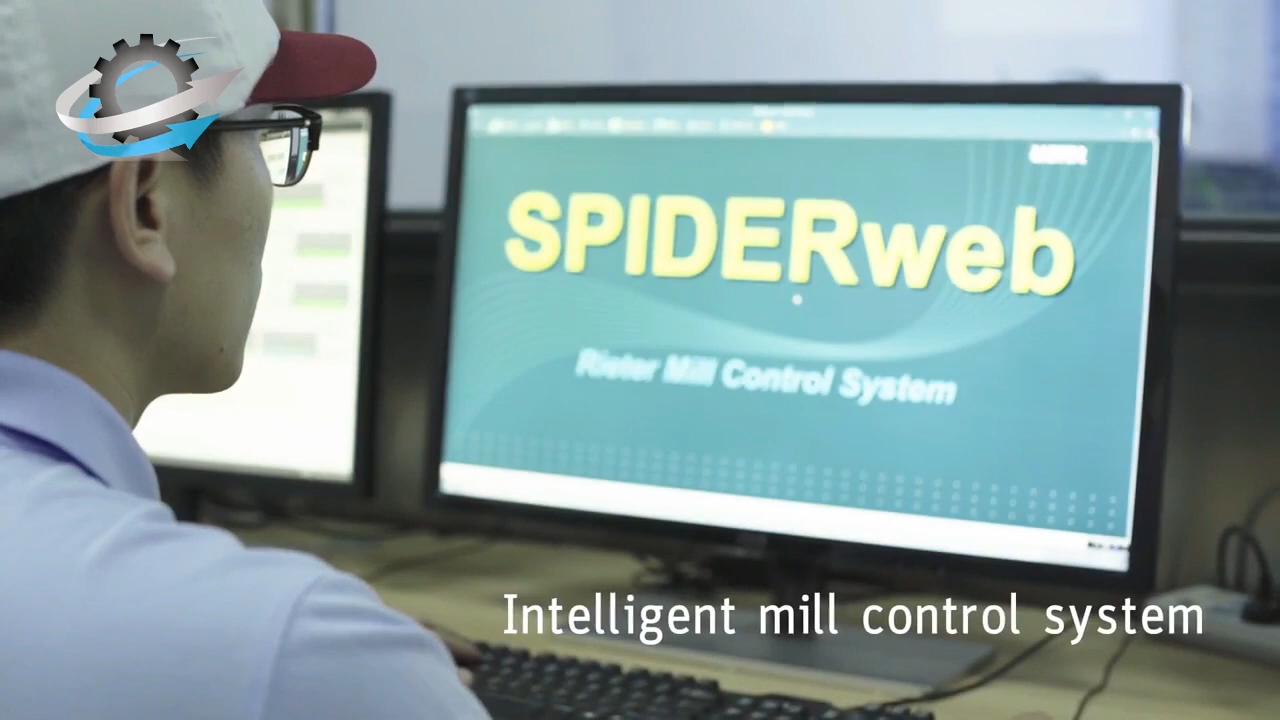 SPIDERweb
Rieter Mill Control System
Intelligent mill control system